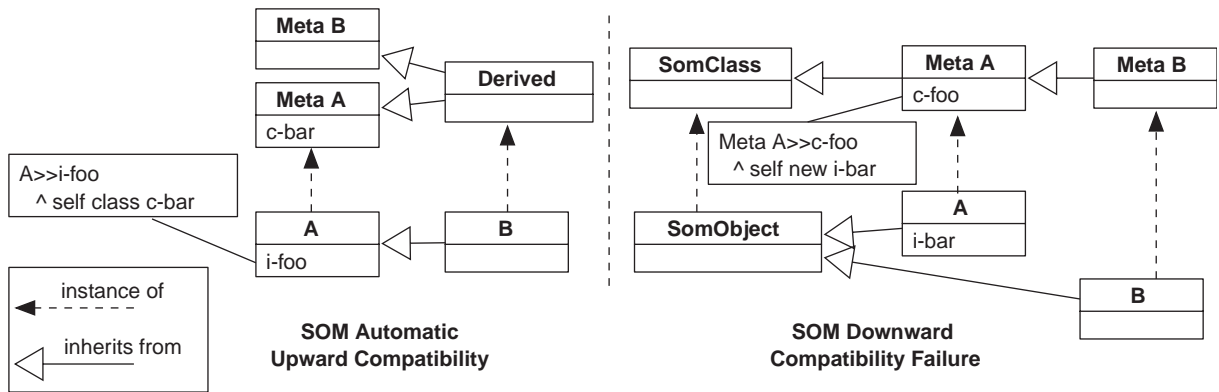 Meta B
Derived
Meta A
c-bar
A>>i-foo
^ self class c-bar
A
i-foo
B
instance of
inherits from
SOM Automatic
Upward Compatibility
SomClass
Meta A
c-foo
Meta B
Meta A>>c-foo
^ self new i-bar
SomObject
A
i-bar
B
SOM Downward
Compatibility Failure